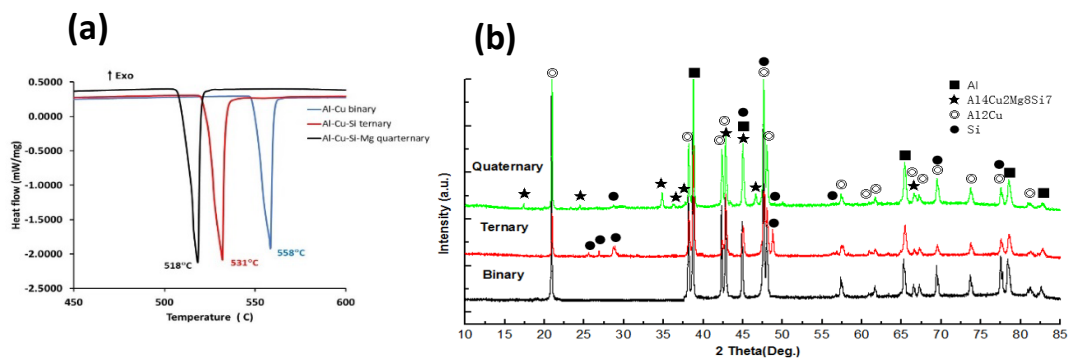 (a)
↑ Exo
0.5000
0.0000
-0.5000
-1.0000
-1.5000
-2.0000
-2.5000
Heat flow (mW/mg)
Al-Cu binary
Al-Cu-Si ternary
Al-Cu-Si-Mg quarternary
518°C
531°C
558°C
450 500 550 600
Temperature ( C)
(b)
Intensity (a.u.)
Al
Al4Cu2Mg8Si7
Al2Cu
Si
Quaternary
Ternary
Binary
10 15 20 25 30 35 40 45 50 55 60 65 70 75 80 85
2 Theta(Deg.)